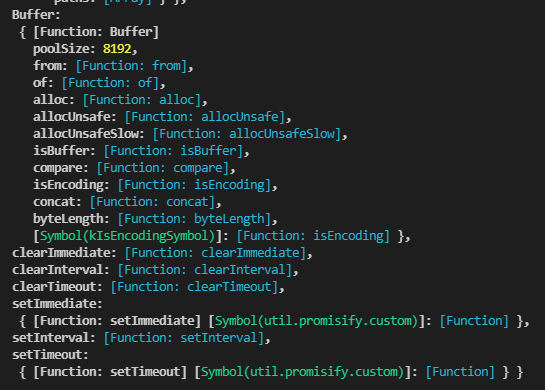 paths: [Array] } },
Buffer:
{ [Function: Buffer]
poolSize: 8192,
from: [Function: from],
of: [Function: of],
alloc: [Function: alloc],
allocUnsafe: [Function: allocUnsafe],
allocUnsafeSlow: [Function: allocUnsafeSlow],
isBuffer: [Function: isBuffer],
compare: [Function: compare],
isEncoding: [Function: isEncoding],
concat: [Function: concat],
byteLength: [Function: byteLength],
[Symbol(kIsEncodingSymbol)]: [Function: isEncoding] },
clearImmediate: [Function: clearImmediate],
clearInterval: [Function: clearInterval],
clearTimeout: [Function: clearTimeout],
setImmediate:
{ [Function: setImmediate] [Symbol(util.promisify.custom)]: [Function] },
setInterval: [Function: setInterval],
setTimeout:
{ [Function: setTimeout] [Symbol(util.promisify.custom)]: [Function] } }